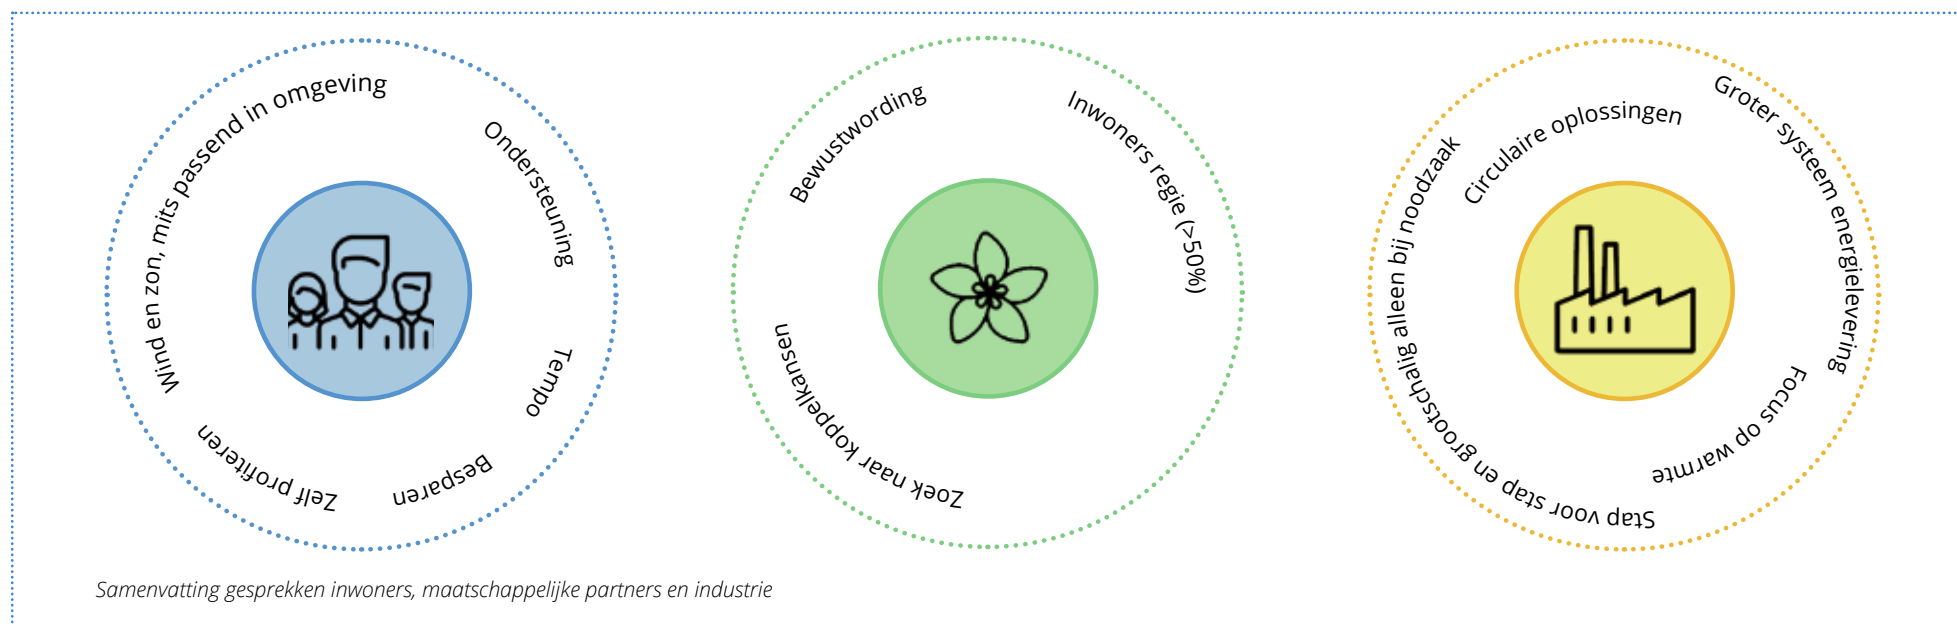 Wind en zon, mits passend in omgeving
Ondersteuning
Tempo
Besparen
Zelf profiteren
Bewustwording
Inwoners regie (>50%)
Zoek naar koppelkansen
Circulaire oplossingen
Groter systeem energielevering
Focus op warmte
Stap voor stap en grootschalig alleen bij noodzaak
Samenvatting gesprekken inwoners, maatschappelijke partners en industrie